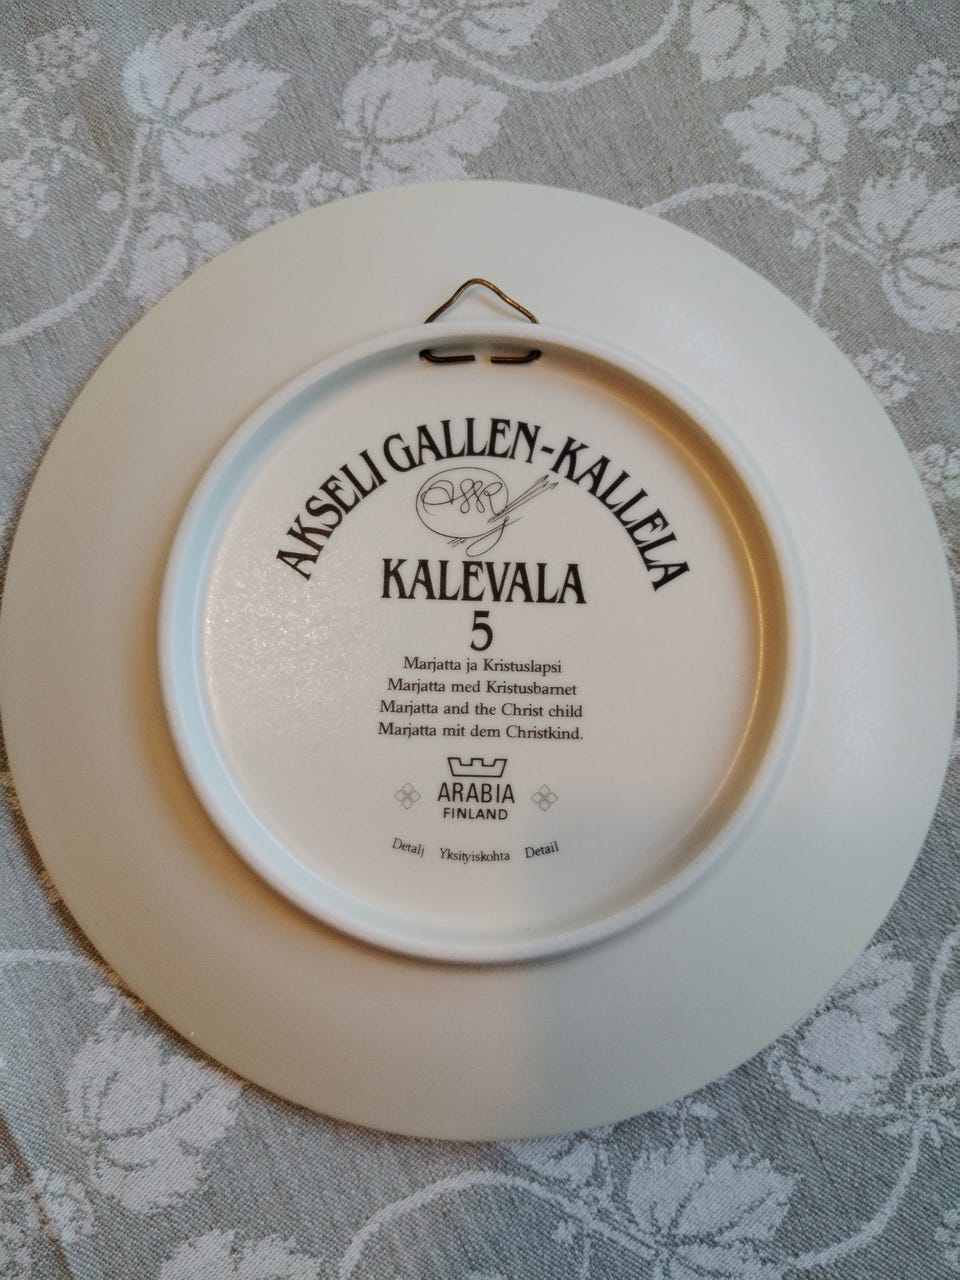 AKSELI GALLEN-KALLELA
KALEVALA
5
Marjatta ja Kristuslapsi
Marjatta med Kristusbarnet
Marjatta and the Christ child
Marjatta mit dem Christkind.
ARABIA
FINLAND
Detalj Yksityiskohta Detail